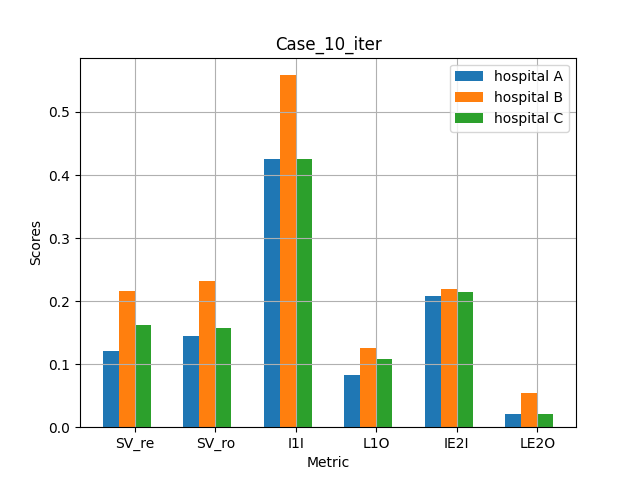 Case_10_iter
hospital A
hospital B
hospital C
Scores
0.5
0.4
0.3
0.2
0.1
0.0
SV_re SV_ro I1I L1O IE2I LE2O
Metric